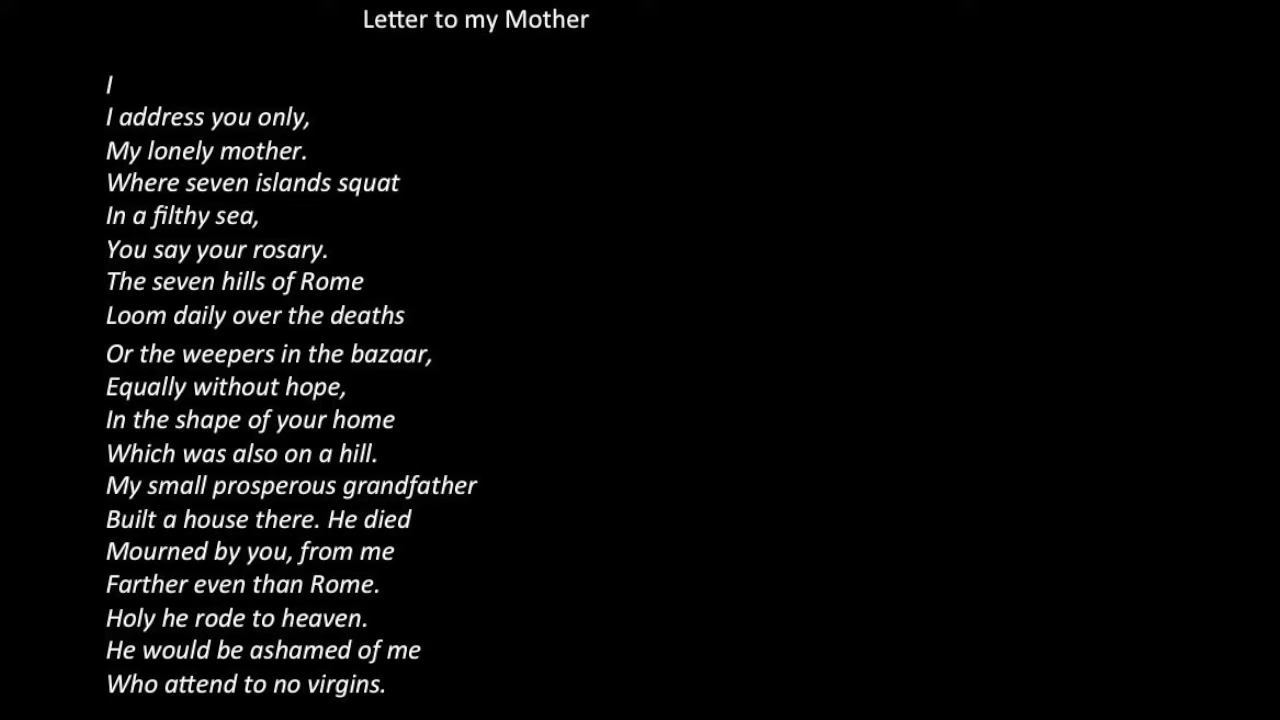 Letter to my Mother
I
I address you only,
My lonely mother.
Where seven islands squat
In a filthy sea,
You say your rosary.
The seven hills of Rome
Loom daily over the deaths
Or the weepers in the bazaar,
Equally without hope,
In the shape of your home
Which was also on a hill.
My small prosperous grandfather
Built a house there. He died
Mourned by you, from me
Farther even than Rome.
Holy he rode to heaven.
He would be ashamed of me
Who attend to no virgins.